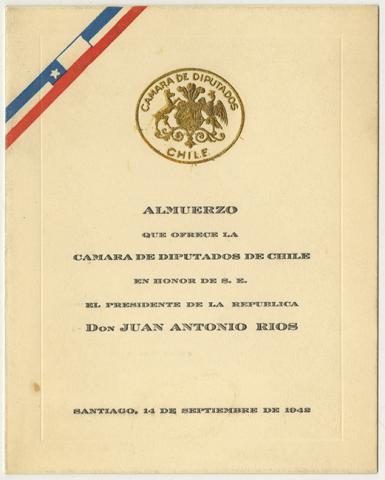 CAMARA DE DIPUTADOS
CHILE
ALMUERZO
QUE OFRECE LA
CAMARA DE DIPUTADOS DE CHILE
EN HONOR DE S. E.
EL PRESIDENTE DE LA REPUBLICA
DON JUAN ANTONIO RIOS
SANTIAGO, 14 DE SEPTIEMBRE DE 1942